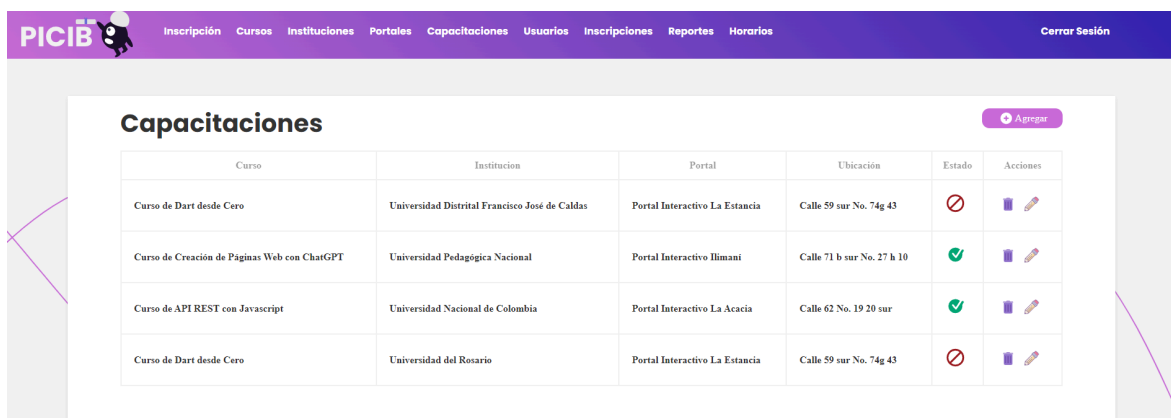 PICIB Inscripción Cursos Instituciones Portales Capacitaciones Usuarios Inscripciones Reportes Horarios Cerrar Sesión
Capacitaciones Agregar
Curso Institucion Portal Ubicación Estado Acciones
Curso de Dart desde Cero Universidad Distrital Francisco José de Caldas Portal Interactivo La Estancia Calle 59 sur No. 74g 43
Curso de Creación de Páginas Web con ChatGPT Universidad Pedagógica Nacional Portal Interactivo Ilimani Calle 71 b sur No. 27 h 10
Curso de API REST con Javascript Universidad Nacional de Colombia Portal Interactivo La Acacia Calle 62 No. 19 20 sur
Curso de Dart desde Cero Universidad del Rosario Portal Interactivo La Estancia Calle 59 sur No. 74g 43